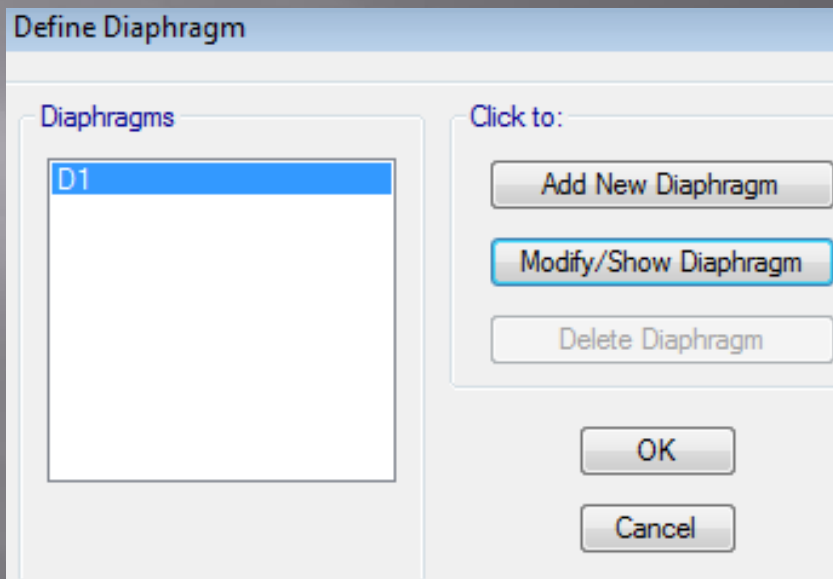 Define Diaphragm
Diaphragms
D1
Click to:
Add New Diaphragm
Modify/Show Diaphragm
Delete Diaphragm
OK
Cancel